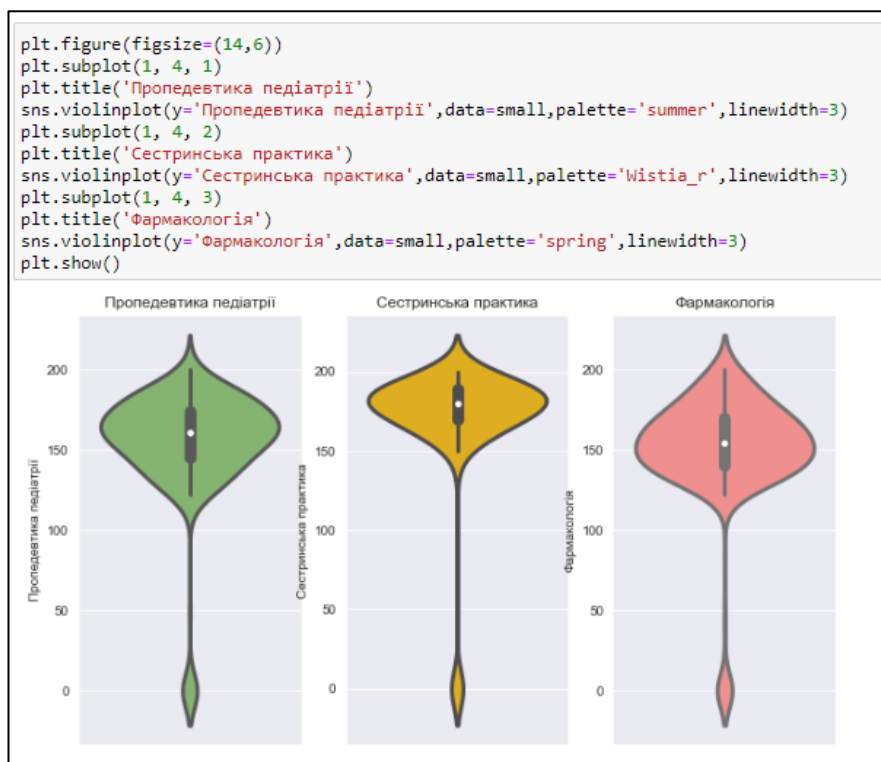 plt.figure(figsize=(14,6))
plt.subplot(1, 4, 1)
plt.title('Пропедевтика педіатрії')
sns.violinplot(y='Пропедевтика педіатрії',data=small,palette='summer',linewidth=3)
plt.subplot(1, 4, 2)
plt.title('Сестринська практика')
sns.violinplot(y='Сестринська практика',data=small,palette='Wistia_r',linewidth=3)
plt.subplot(1, 4, 3)
plt.title('Фармакологія')
sns.violinplot(y='Фармакологія',data=small,palette='spring',linewidth=3)
plt.show()
Пропедевтика педіатрії
Пропедевтика педіатрії
200
150
100
50
0
Сестринська практика
Сестринська практика
200
150
100
50
0
Фармакологія
Фармакологія
200
150
100
50
0